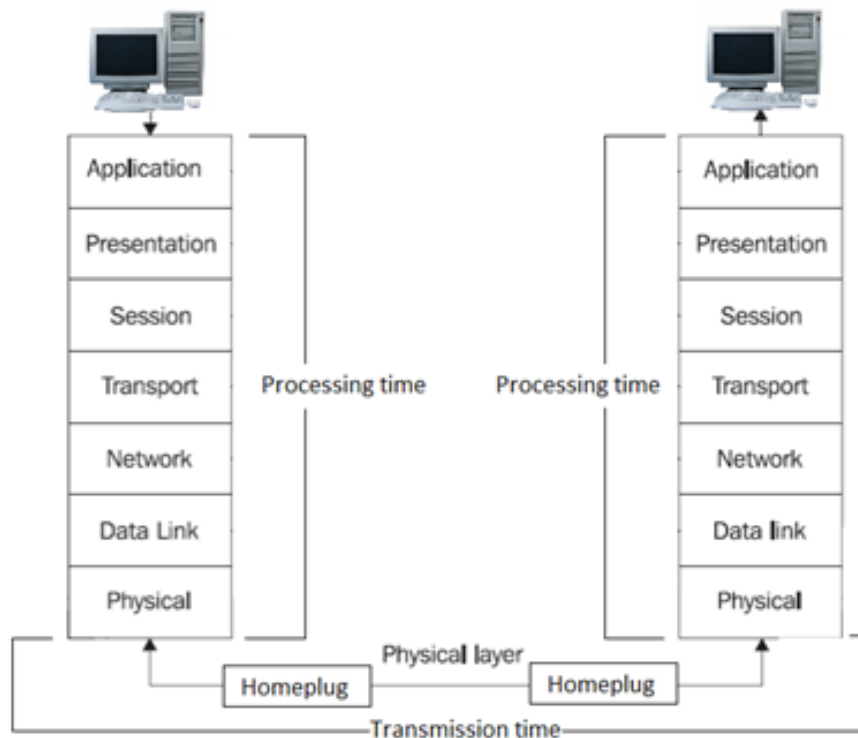 Application
Presentation
Session
Transport
Network
Data Link
Physical
Processing time
Processing time
Application
Presentation
Session
Transport
Network
Data link
Physical
Physical layer
Homeplug
Homeplug
Transmission time